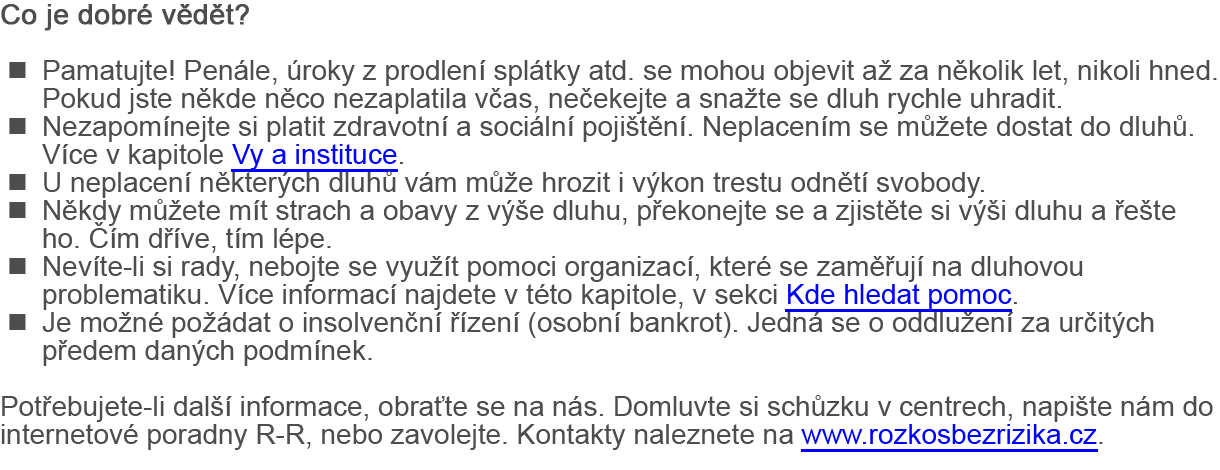 Co je dobré vědět?
■ Pamatujte! Penále, úroky z prodlení splátky atd. se mohou objevit až za několik let, nikoli hned.
Pokud jste někde něco nezaplatila včas, nečekejte a snažte se dluh rychle uhradit.
■ Nezapomínejte si platit zdravotní a sociální pojištění. Neplacením se můžete dostat do dluhů.
Více v kapitole Vy a instituce.
■ U neplacení některých dluhů vám může hrozit i výkon trestu odnětí svobody.
■ Někdy můžete mít strach a obavy z výše dluhu, překonejte se a zjistěte si výši dluhu a řešte
ho. Čím dříve, tím lépe.
■ Nevíte-li si rady, nebojte se využít pomoci organizací, které se zaměřují na dluhovou
problematiku. Více informací najdete v této kapitole, v sekci Kde hledat pomoc.
■ Je možné požádat o insolvenční řízení (osobní bankrot). Jedná se o oddlužení za určitých
předem daných podmínek.
Potřebujete-li další informace, obraťte se na nás. Domluvte si schůzku v centrech, napište nám do
internetové poradny R-R, nebo zavolejte. Kontakty naleznete na www.rozkosbezrizika.cz.